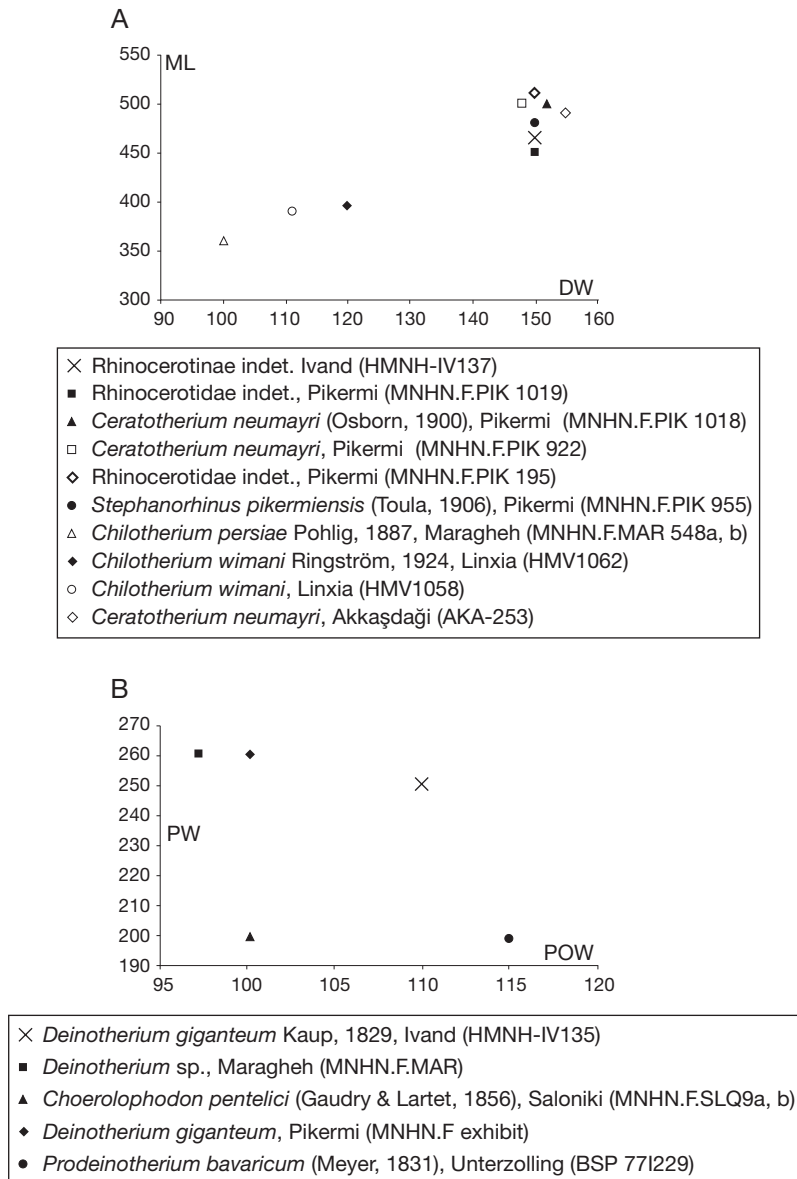 A
550
ML
500
450
400
350
300
DW
90
100
110
120
130
140
150
160
Rhinocerotinae indet. Ivand (HMNH-IV137)
Rhinocerotidae indet., Pikermi (MNHN.F.PIK 1019)
Ceratotherium neumayri (Osborn, 1900), Pikermi (MNHN.F.PIK 1018)
Ceratotherium neumayri, Pikermi (MNHN.F.PIK 922)
Rhinocerotidae indet., Pikermi (MNHN.F.PIK 195)
Stephanorhinus pikermiensis (Toula, 1906), Pikermi (MNHN.F.PIK 955)
Chilotherium persiae Pohlig, 1887, Maragheh (MNHN.F.MAR 548a, b)
Chilotherium wimani Ringström, 1924, Linxia (HMV1062)
Chilotherium wimani, Linxia (HMV1058)
Ceratotherium neumayri, Akkaşdaği (AKA-253)
B
270
260
250
240
PW
230
220
210
200
190
POW
95
100
105
110
115
120
Deinotherium giganteum Kaup, 1829, Ivand (HMNH-IV135)
Deinotherium sp., Maragheh (MNHN.F.MAR)
Choerolophodon pentelici (Gaudry & Lartet, 1856), Saloniki (MNHN.F.SLQ9a, b)
Deinotherium giganteum, Pikermi (MNHN.F exhibit)
Prodeinotherium bavaricum (Meyer, 1831), Unterzolling (BSP 77I229)